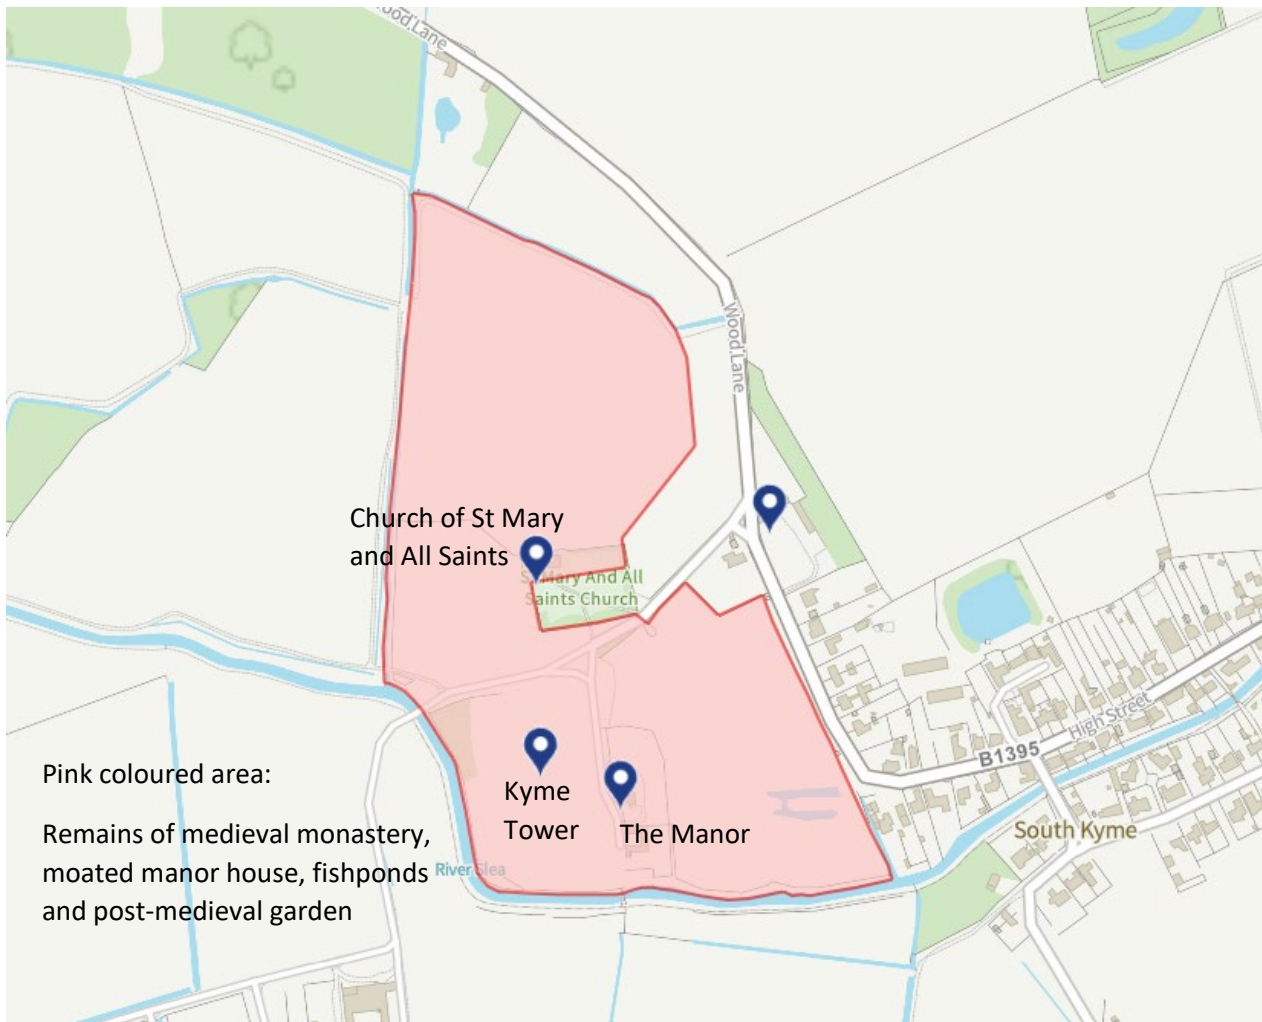 Wood Lane
Wood Lane
Church of St Mary
and All Saints
St Mary And All
Saints Church
High Street
B1395
Kyme
Tower
The Manor
South Kyme
River Slea
Pink coloured area:
Remains of medieval monastery,
moated manor house, fishponds
and post-medieval garden